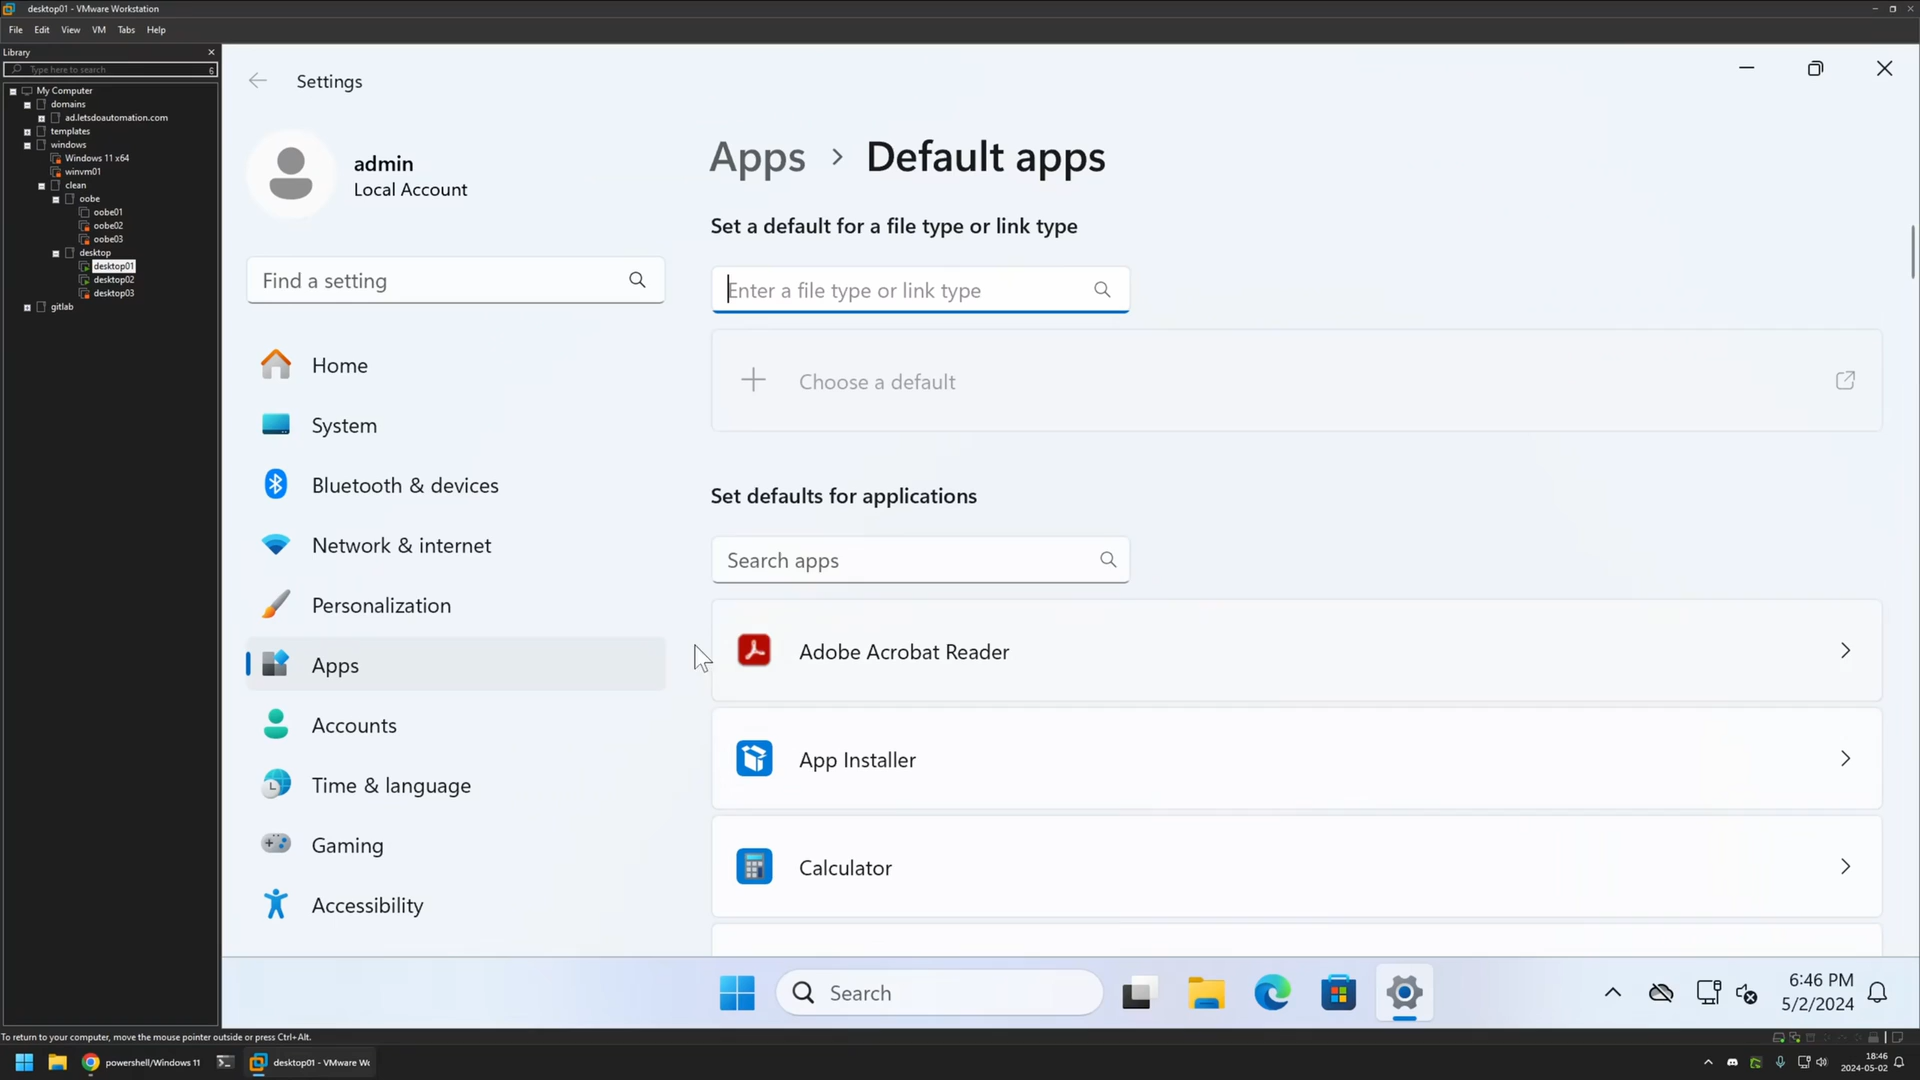 desktop01 - VMware Workstation
File Edit View VM Tabs Help
Library
Type here to search
My Computer
domains
ad.letsdoautomation.com
templates
windows
Windows 11 x64
winvm01
clean
oobe
oobe01
oobe02
oobe03
desktop
desktop01
desktop02
desktop03
gitlab
Settings
admin
Local Account
Find a setting
Home
System
Bluetooth & devices
Network & internet
Personalization
Apps
Accounts
Time & language
Gaming
Accessibility
Apps > Default apps
Set a default for a file type or link type
Enter a file type or link type
Choose a default
Set defaults for applications
Search apps
Adobe Acrobat Reader
App Installer
Calculator
Search
6:46 PM
5/2/2024
To return to your computer, move the mouse pointer outside or press Ctrl+Alt.
powershell/Windows 11
desktop01 - VMware Wo
18:46
2024-05-02